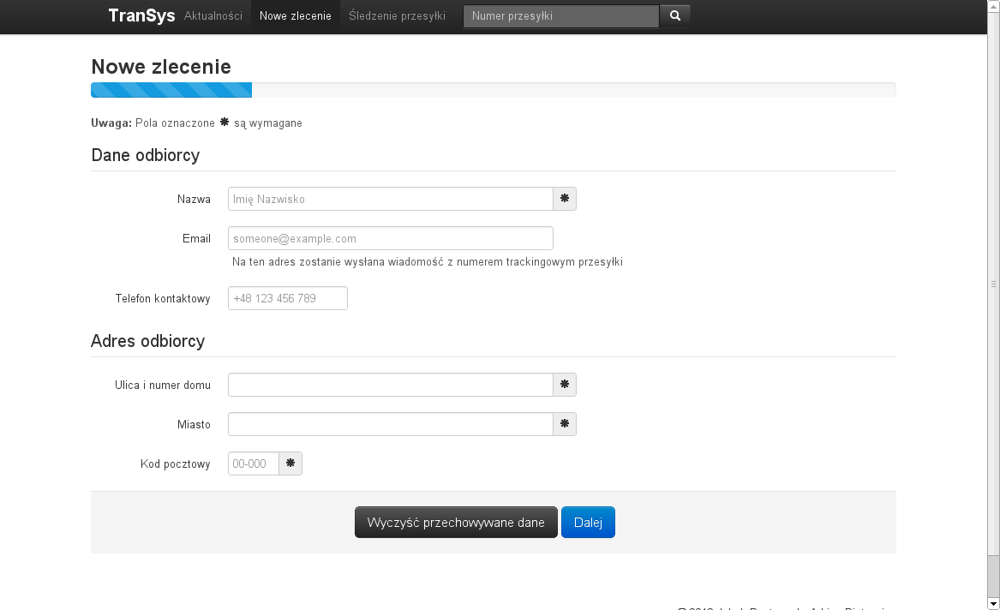 TranSys Aktualności Nowe zlecenie Śledzenie przesyłki Numer przesyłki
Nowe zlecenie
Uwaga: Pola oznaczone ✱ są wymagane
Dane odbiorcy
Nazwa Imię Nazwisko ✱
Email someone@example.com
Na ten adres zostanie wysłana wiadomość z numerem trackingowym przesyłki
Telefon kontaktowy +48 123 456 789
Adres odbiorcy
Ulica i numer domu ✱
Miasto ✱
Kod pocztowy 00-000 ✱
Wyczyść przechowywane dane Dalej